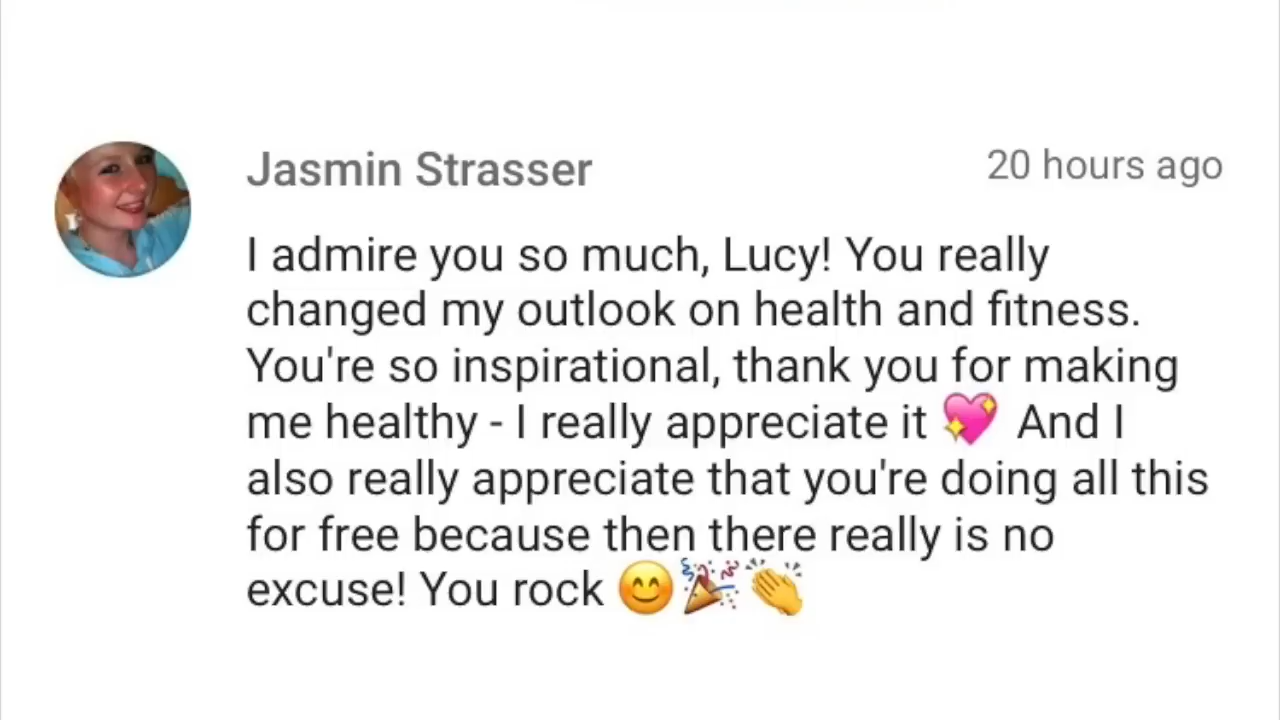 Jasmin Strasser
20 hours ago
I admire you so much, Lucy! You really
changed my outlook on health and fitness.
You're so inspirational, thank you for making
me healthy - I really appreciate it 💖 And I
also really appreciate that you're doing all this
for free because then there really is no
excuse! You rock 😊🎉👏